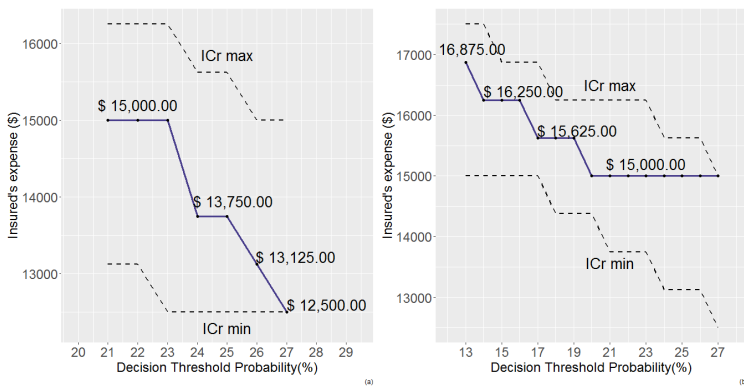 Insured's expense ($)
16000
15000
14000
13000
ICr max
$ 15,000.00
$ 13,750.00
$ 13,125.00
$ 12,500.00
ICr min
20 21 22 23 24 25 26 27 28 29
Decision Threshold Probability(%)
(a)
Insured's expense ($)
17000
16000
15000
14000
13000
16,875.00
ICr max
$ 16,250.00
$ 15,625.00
$ 15,000.00
ICr min
13 15 17 19 21 23 25 27
Decision Threshold Probability(%)
(b